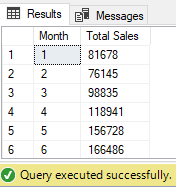 Results Messages
Month Total Sales
1 1 81678
2 2 76145
3 3 98835
4 4 118941
5 5 156728
6 6 166486
Query executed successfully.